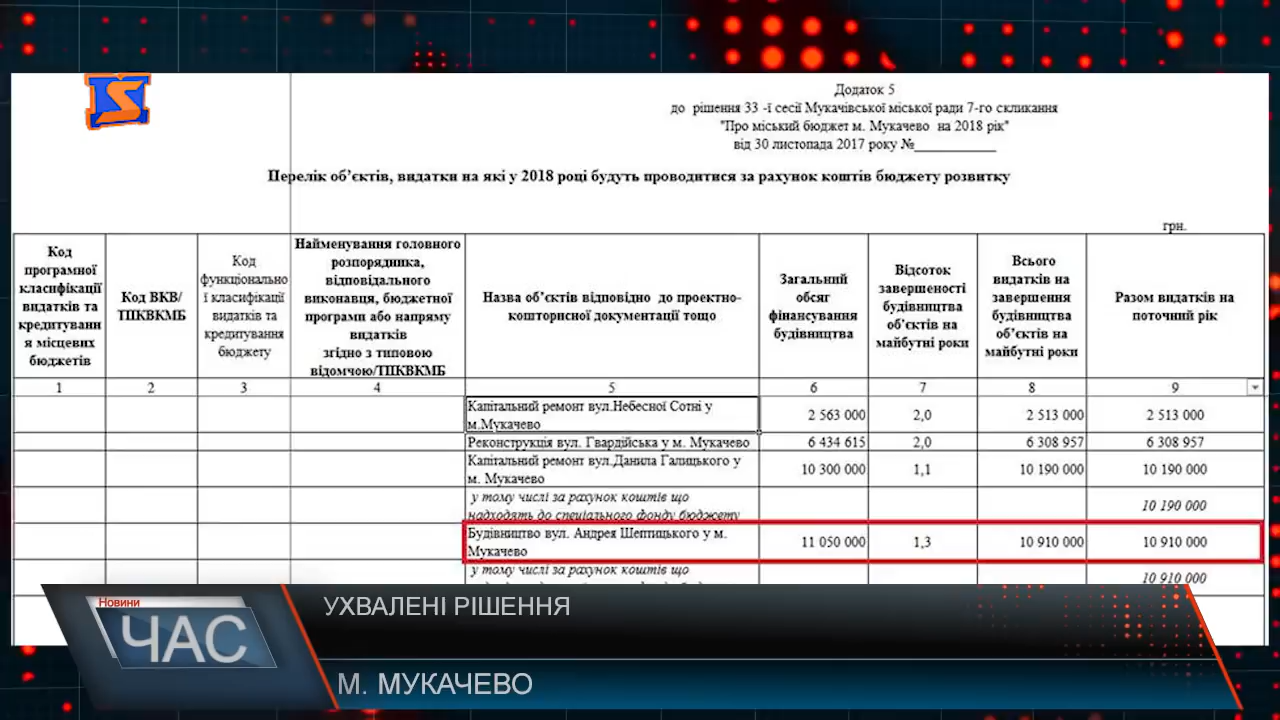 Додаток 5
до рішення 33 -ї сесії Мукачівської міської ради 7-го скликання
"Про міський бюджет м. Мукачево на 2018 рік"
від 30 листопада 2017 року №____________
Перелік об’єктів, видатки на які у 2018 році будуть проводитися за рахунок коштів бюджету розвитку
грн.
Код
програмної
класифікації
видатків та
кредитуванн
я місцевих
бюджетів
Код ВКВ/
ТПКВКМБ
Код
функціонально
ї класифікації
видатків та
кредитування
бюджету
Найменування головного
розпорядника,
відповідального
виконавця, бюджетної
програми або напряму
видатків
згідно з типовою
відомчою/ТПКВКМБ
Назва об’єктів відповідно до проектно-
кошторисної документації тощо
Загальний
обсяг
фінансування
будівництва
Відсоток
завершеності
будівництва
об'єктів на
майбутні роки
Всього
видатків на
завершення
будівництва
об’єктів на
майбутні роки
Разом видатків на
поточний рік
1 2 3 4 5 6 7 8 9
Капітальний ремонт вул.Небесної Сотні у
м.Мукачево
2 563 000 2,0 2 513 000 2 513 000
Реконструкція вул. Гвардійська у м. Мукачево 6 434 615 2,0 6 308 957 6 308 957
Капітальний ремонт вул.Данила Галицького у
м. Мукачево
10 300 000 1,1 10 190 000 10 190 000
у тому числі за рахунок коштів що
надходять до спеціального фонду бюджету
10 190 000
Будівництво вул. Андрея Шептицького у м.
Мукачево
11 050 000 1,3 10 910 000 10 910 000
у тому числі за рахунок коштів що
10 910 000
Новини
ЧАС
УХВАЛЕНІ РІШЕННЯ
М. МУКАЧЕВО